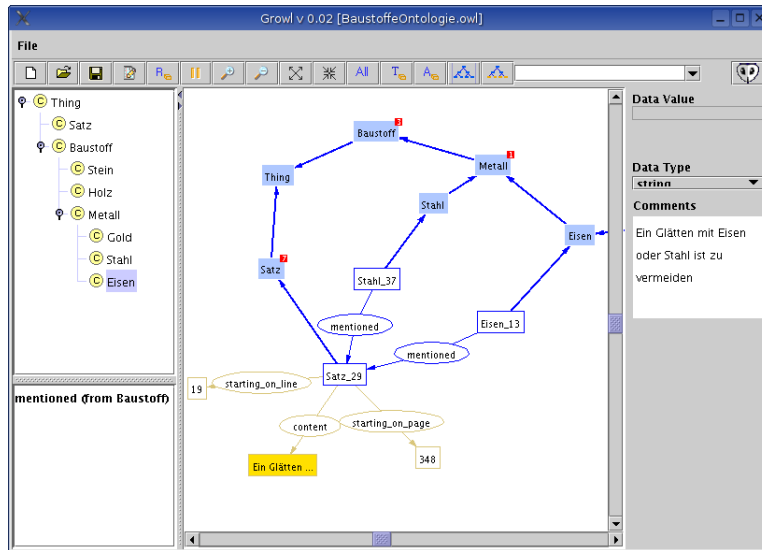 Growl v 0.02 [BaustoffeOntologie.owl]
File
R
All
T
A
Thing
Satz
Baustoff
Stein
Holz
Metall
Gold
Stahl
Eisen
mentioned (from Baustoff)
Baustoff
3
Metall
1
Thing
Stahl
Eisen
Satz
7
Stahl_37
mentioned
Eisen_13
mentioned
Satz_29
19
starting_on_line
content
starting_on_page
Ein Glätten ...
348
Data Value
Data Type
string
Comments
Ein Glätten mit Eisen
oder Stahl ist zu
vermeiden